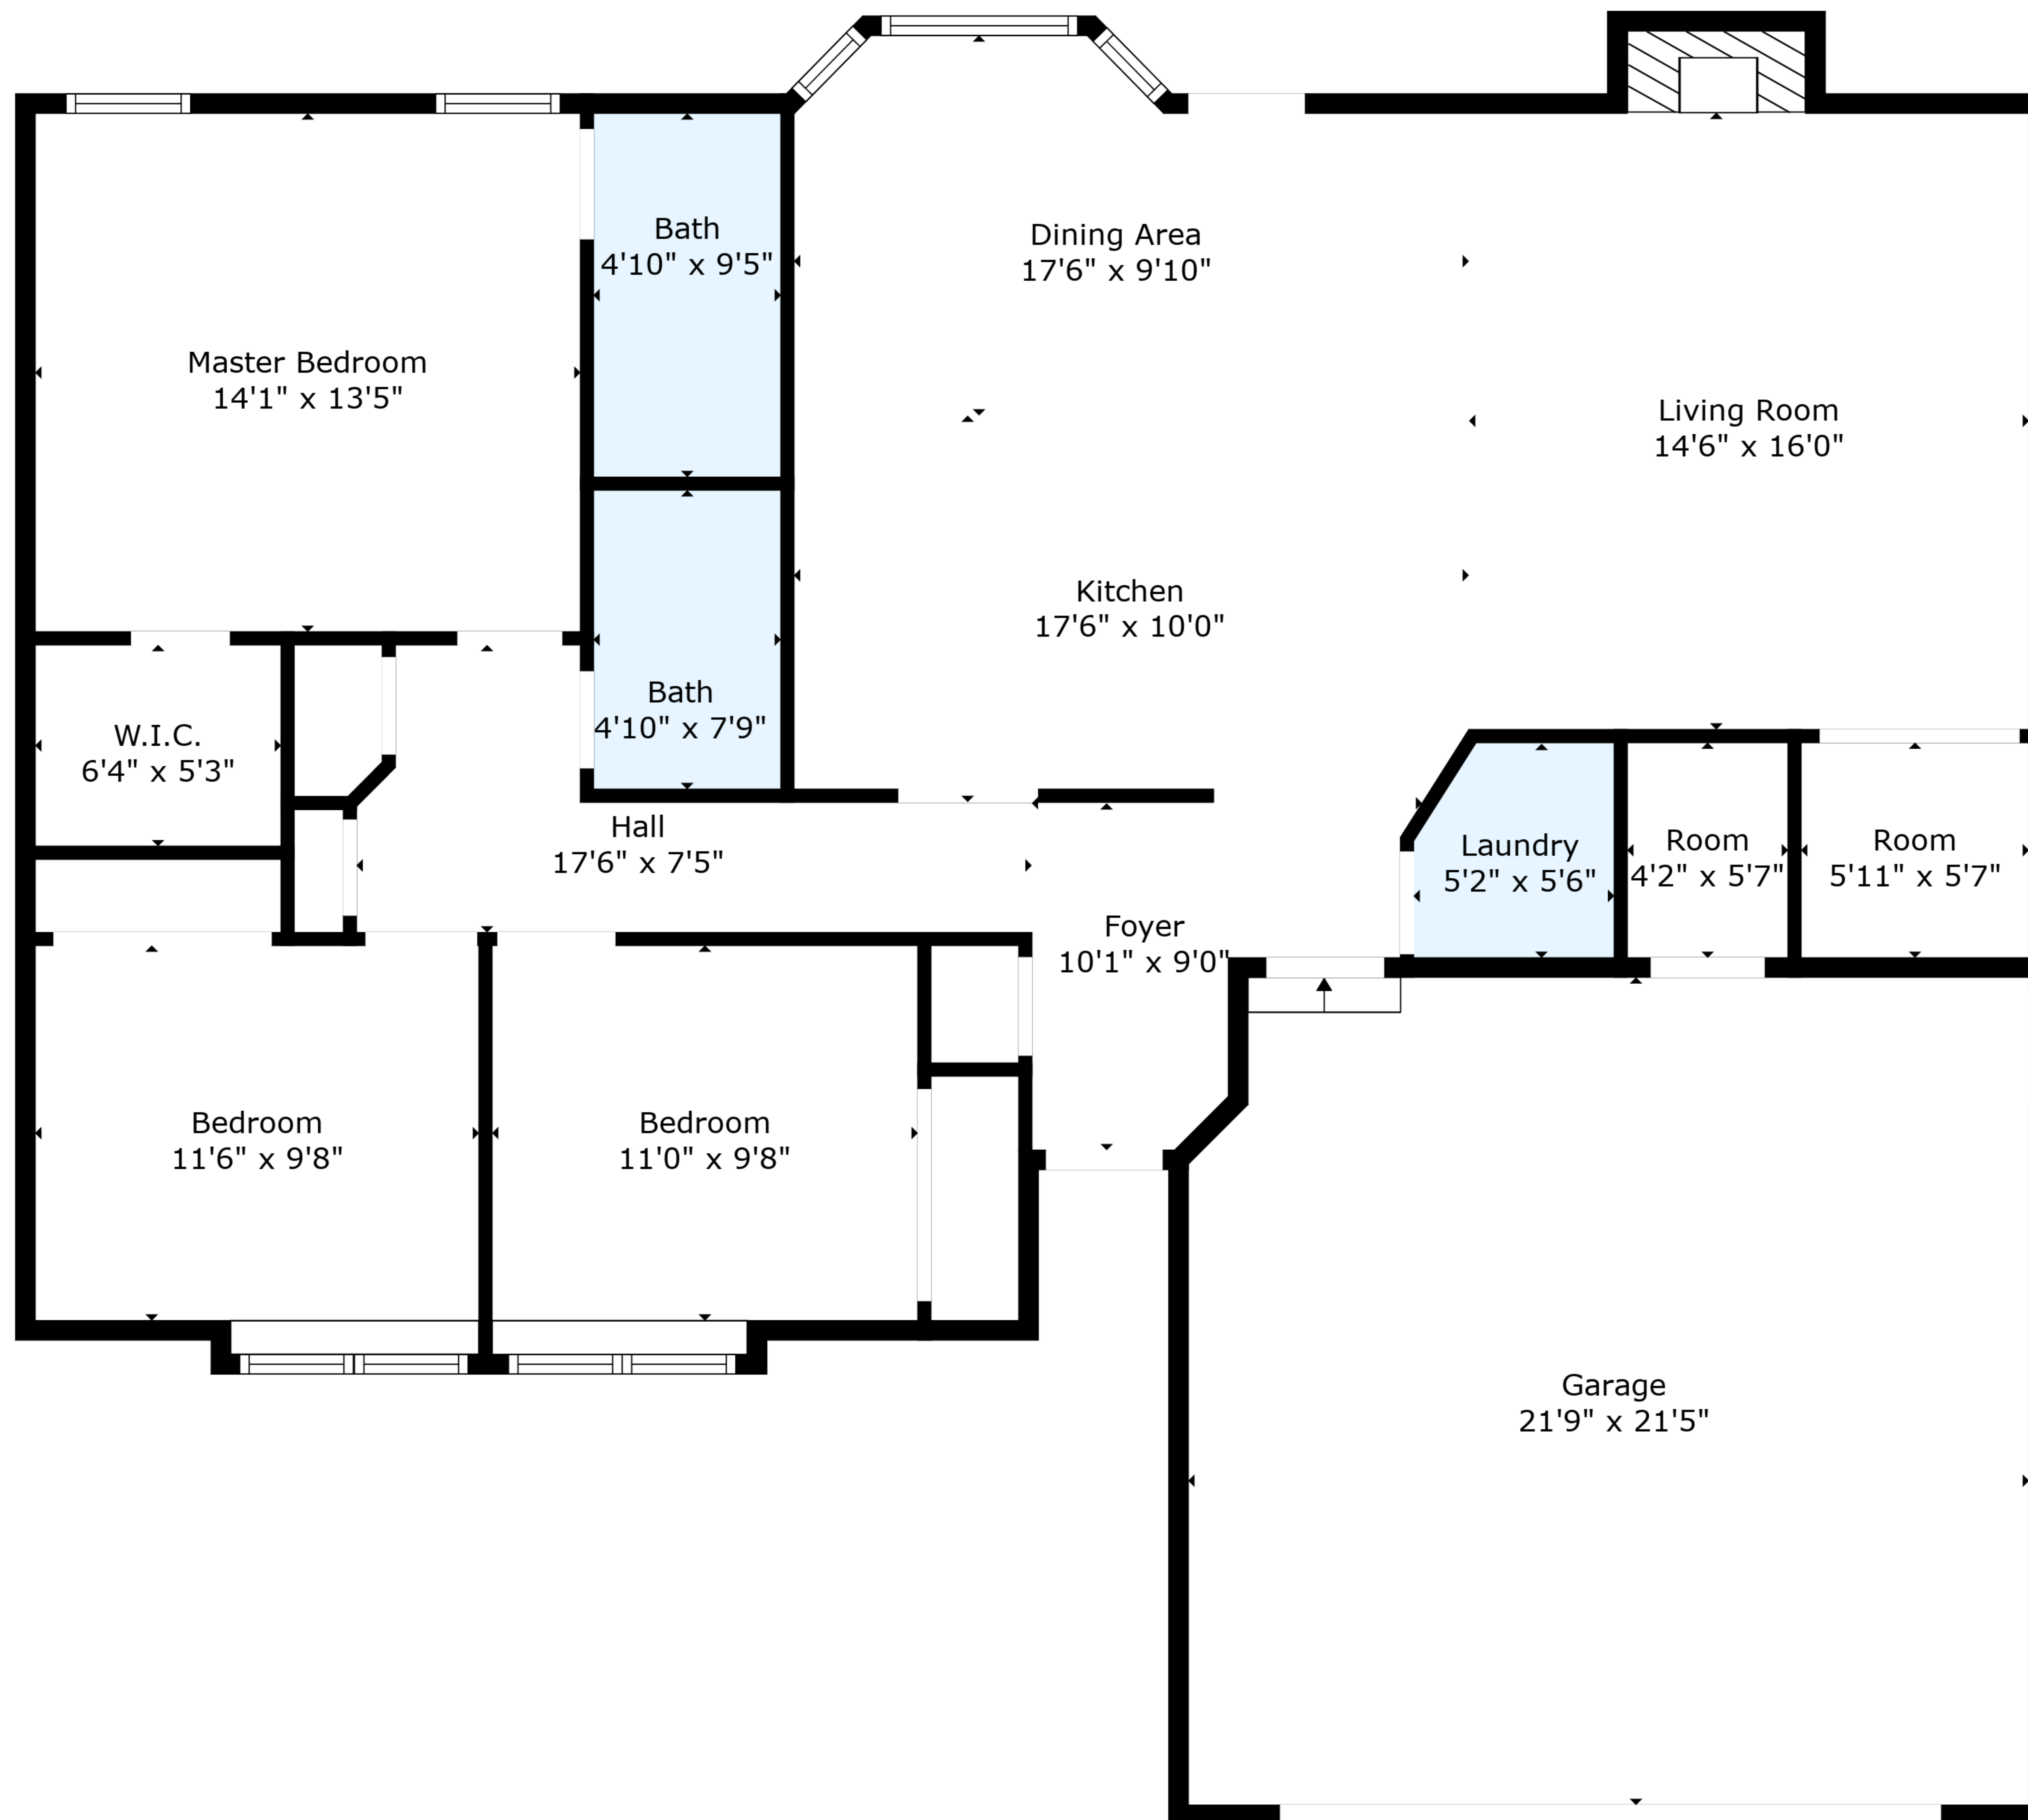 Bath
4'10" x 9'5"
Dining Area
17'6" x 9'10"
Master Bedroom
14'1" x 13'5"
Living Room
14'6" x 16'0"
Kitchen
17'6" x 10'0"
Bath
4'10" x 7'9"
W.I.C.
6'4" x 5'3"
Hall
17'6" x 7'5"
Laundry
5'2" x 5'6"
Room
4'2" x 5'7"
Room
5'11" x 5'7"
Foyer
10'1" x 9'0"
Bedroom
11'6" x 9'8"
Bedroom
11'0" x 9'8"
Garage
21'9" x 21'5"